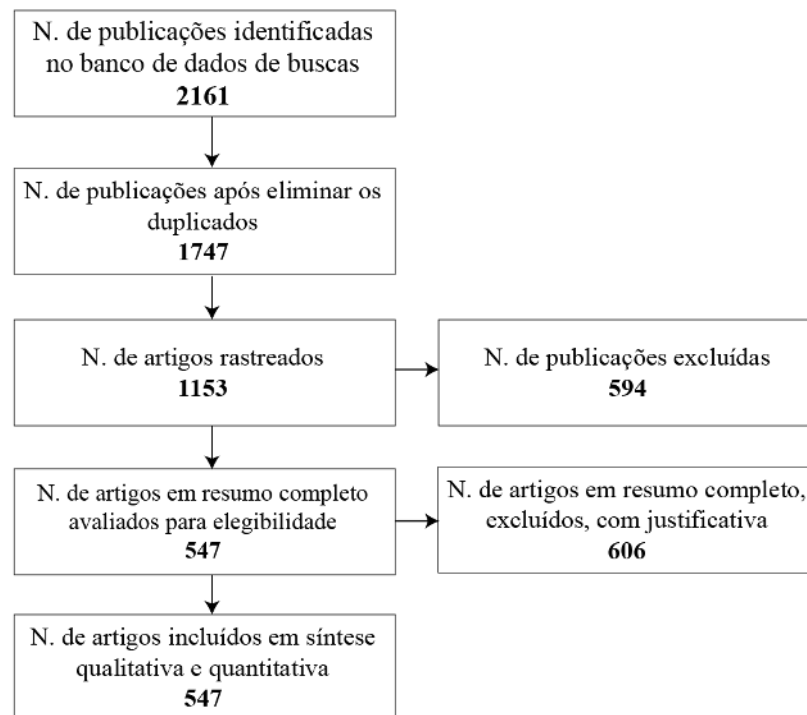 N. de publicações identificadas
no banco de dados de buscas
2161
N. de publicações após eliminar os
duplicados
1747
N. de artigos rastreados
1153
N. de publicações excluídas
594
N. de artigos em resumo completo
avaliados para elegibilidade
547
N. de artigos em resumo completo,
excluídos, com justificativa
606
N. de artigos incluídos em síntese
qualitativa e quantitativa
547